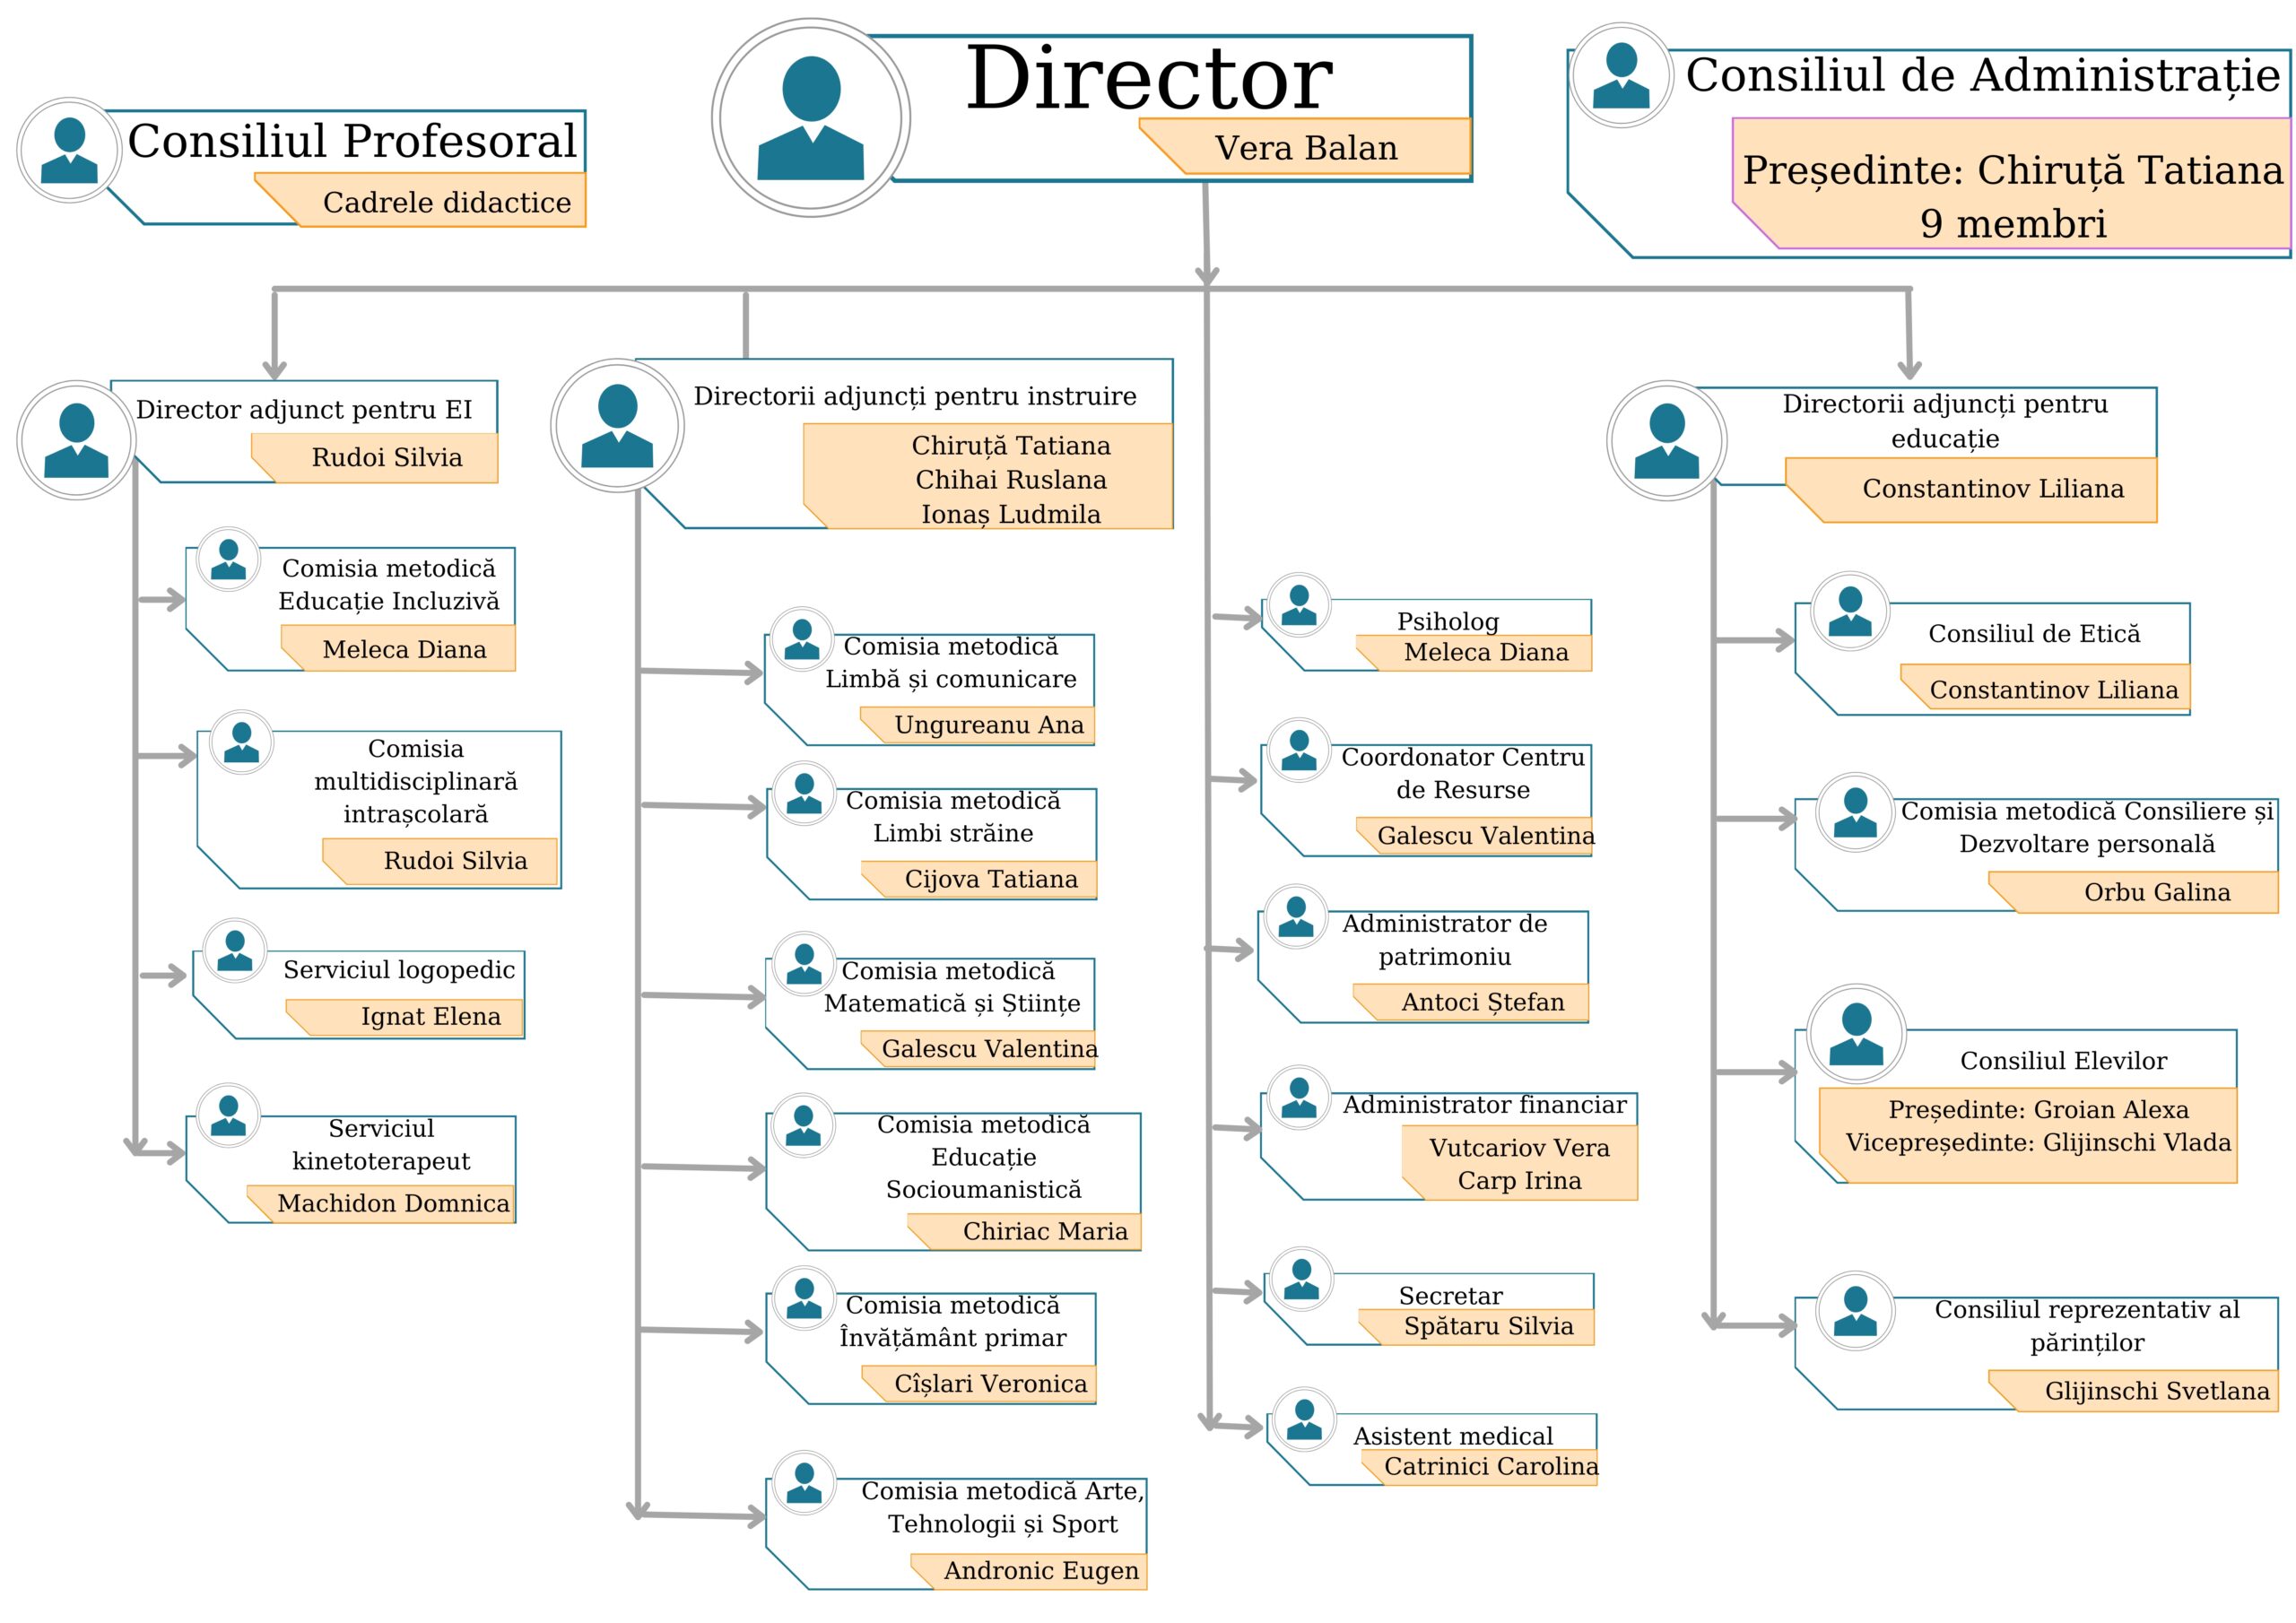 Consiliul Profesoral
Cadrele didactice
Director
Vera Balan
Consiliul de Administrație
Președinte: Chiruță Tatiana
9 membri
Director adjunct pentru EI
Rudoi Silvia
Comisia metodică
Educație Incluzivă
Meleca Diana
Comisia
multidisciplinară
intrașcolară
Rudoi Silvia
Serviciul logopedic
Ignat Elena
Serviciul
kinetoterapeut
Machidon Domnica
Directorii adjuncți pentru instruire
Chiruță Tatiana
Chihai Ruslana
Ionaș Ludmila
Comisia metodică
Limbă și comunicare
Ungureanu Ana
Comisia metodică
Limbi străine
Cijova Tatiana
Comisia metodică
Matematică și Științe
Galescu Valentina
Comisia metodică
Educație
Socioumanistică
Chiriac Maria
Comisia metodică
Învățământ primar
Cîșlari Veronica
Comisia metodică Arte,
Tehnologii și Sport
Andronic Eugen
Psiholog
Meleca Diana
Coordonator Centru
de Resurse
Galescu Valentina
Administrator de
patrimoniu
Antoci Ștefan
Administrator financiar
Vutcariov Vera
Carp Irina
Secretar
Spătaru Silvia
Asistent medical
Catrinici Carolina
Directorii adjuncți pentru
educație
Constantinov Liliana
Consiliul de Etică
Constantinov Liliana
Comisia metodică Consiliere și
Dezvoltare personală
Orbu Galina
Consiliul Elevilor
Președinte: Groian Alexa
Vicepreședinte: Glijinschi Vlada
Consiliul reprezentativ al
părinților
Glijinschi Svetlana